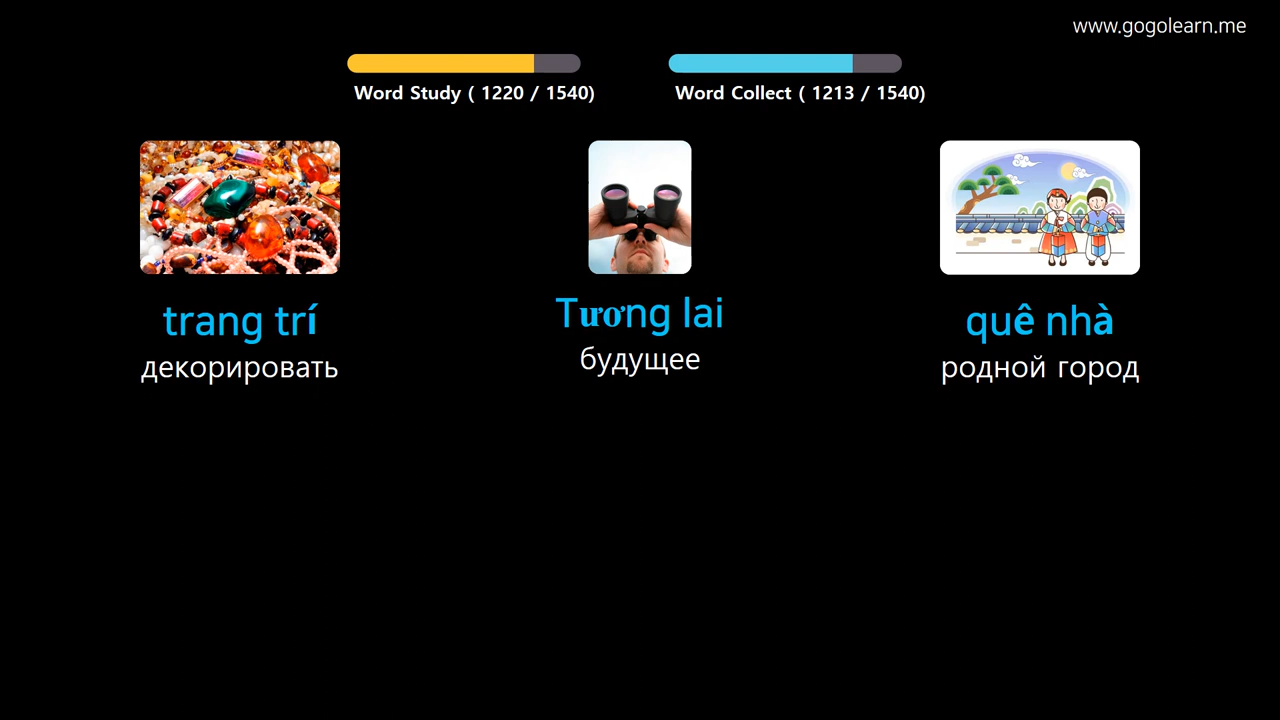 www.gogolearn.me
Word Study ( 1220 / 1540)
Word Collect ( 1213 / 1540)
trang trí
декорировать
Tương lai
будущее
quê nhà
родной город